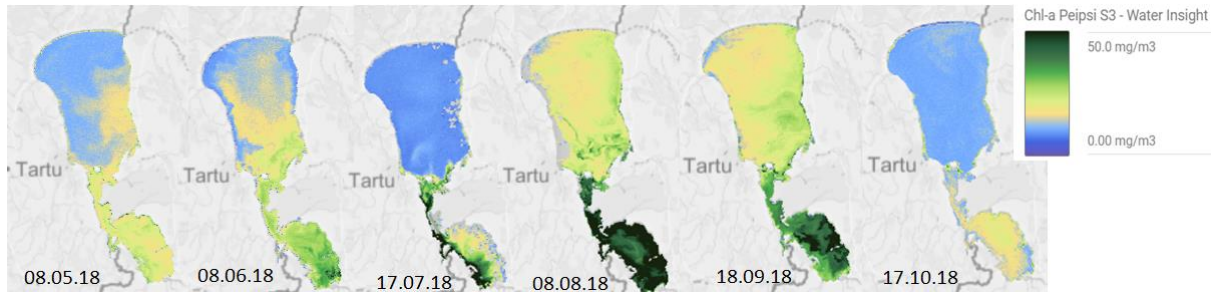 Chl-a Peipsi S3 - Water Insight
50.0 mg/m3
0.00 mg/m3
Tartu Tartu Tartu Tartu Tartu Tartu
08.05.18 08.06.18 17.07.18 08.08.18 18.09.18 17.10.18